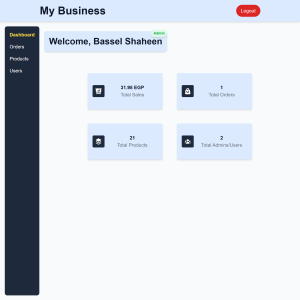 My Business
Logout
Dashboard
Orders
Products
Users
Welcome, Bassel Shaheen
31.98 EGP
Total Sales
1
Total Orders
21
Total Products
2
Total Admins/Users